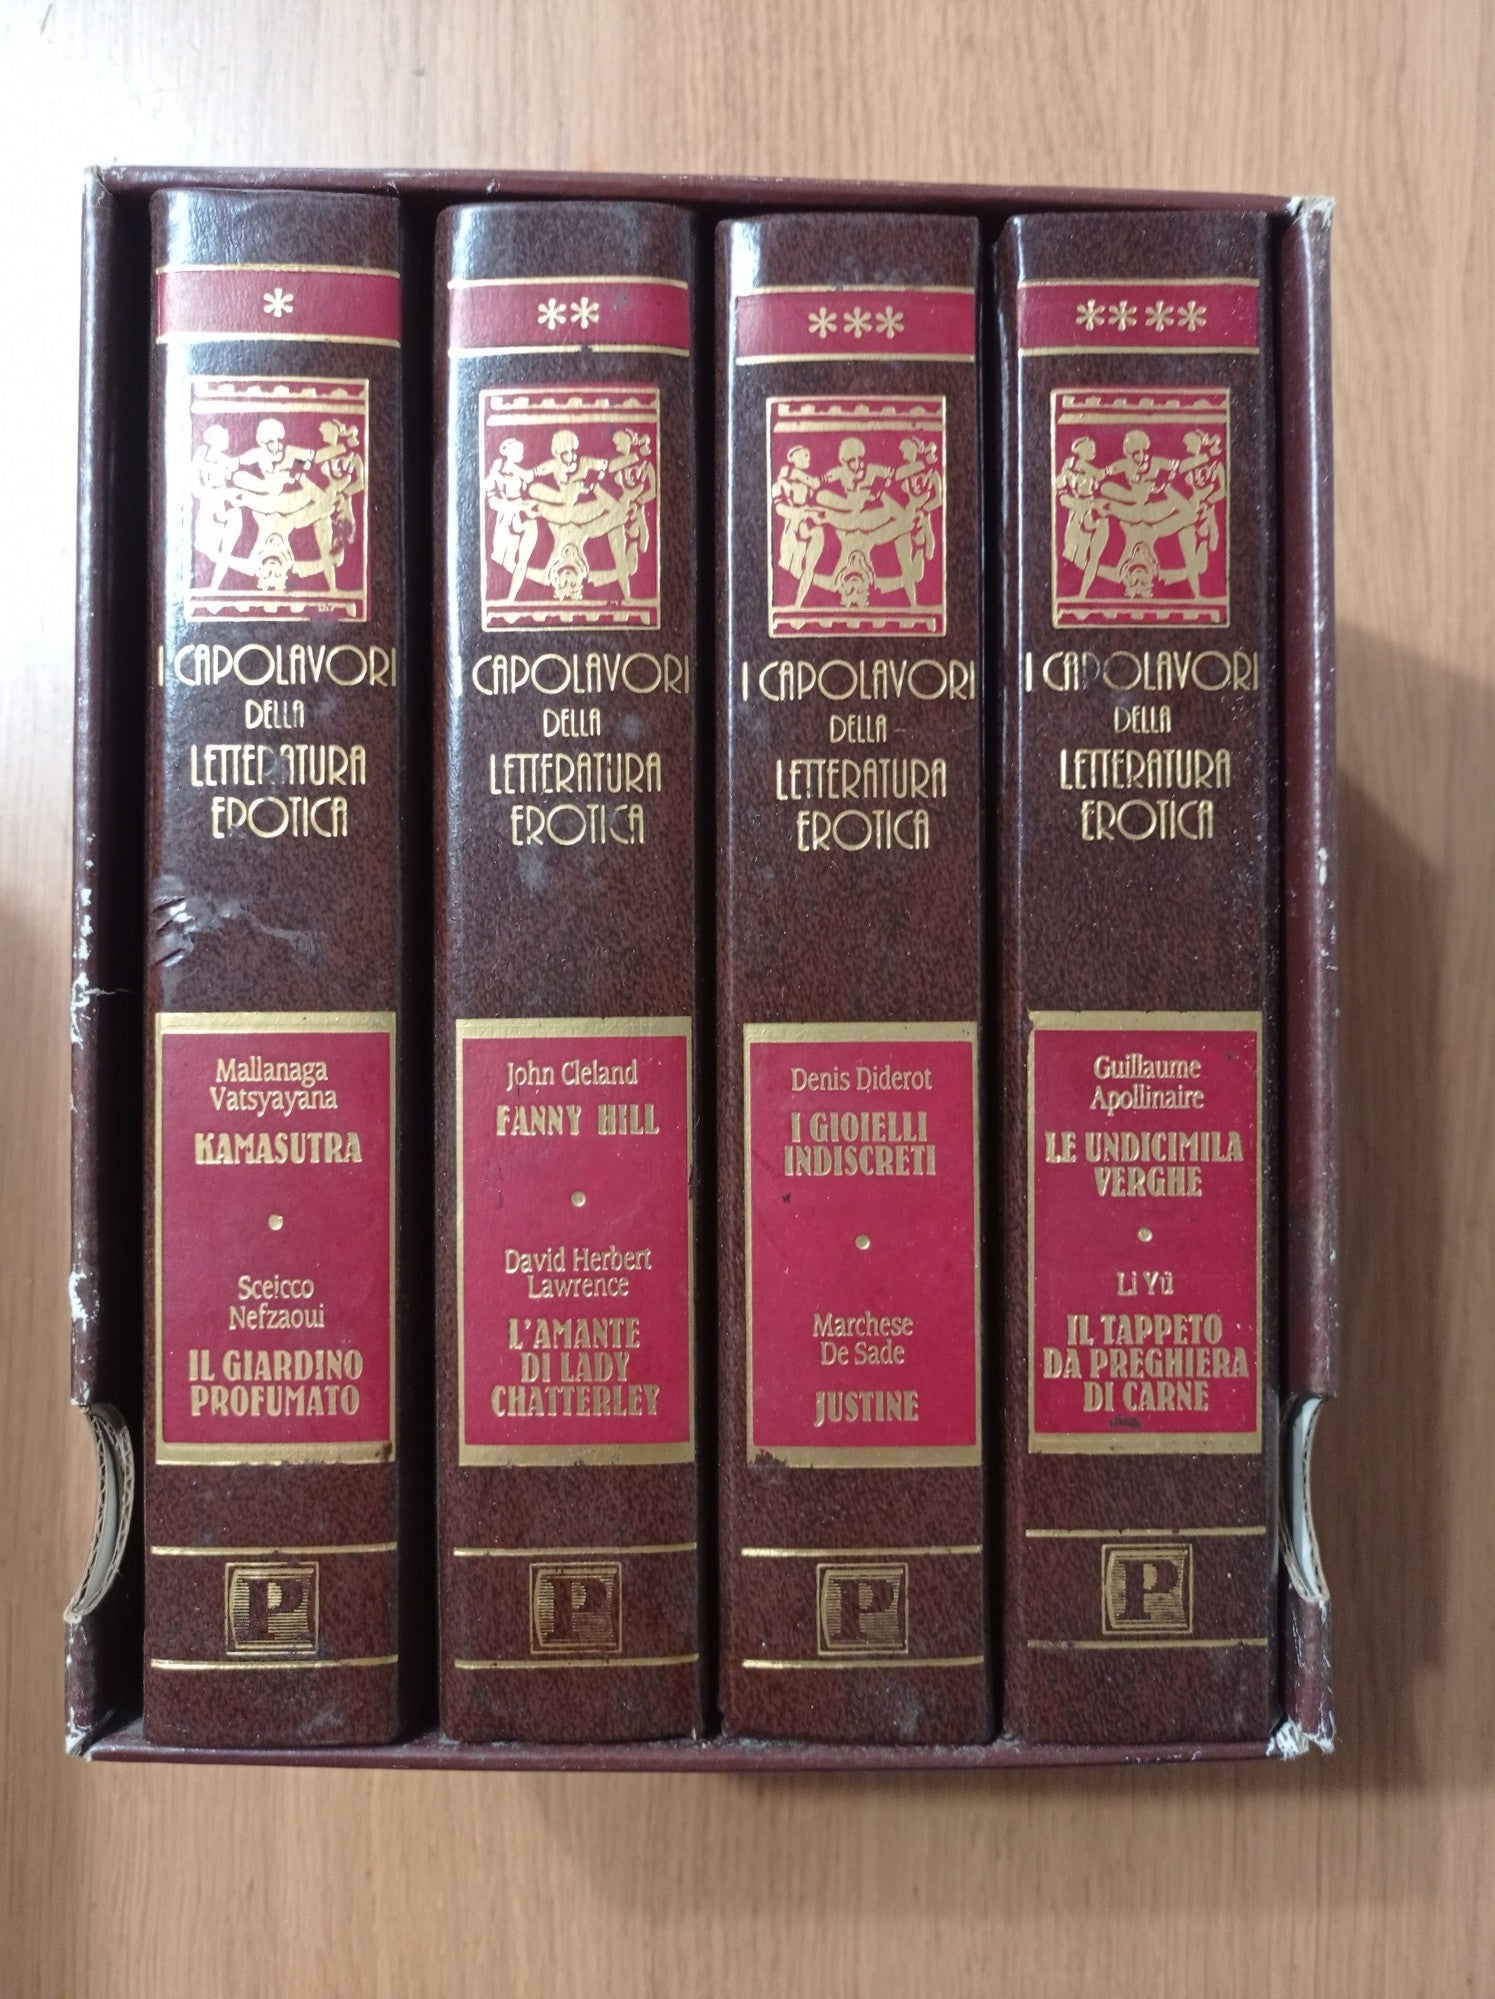 *
I CAPOLAVORI
DELLA
LETTERATURA
EROTICA
Mallanaga
Vatsyayana
KAMASUTRA
•
Sceicco
Nefzaoui
IL GIARDINO
PROFUMATO
P
**
I CAPOLAVORI
DELLA
LETTERATURA
EROTICA
John Cleland
FANNY HILL
•
David Herbert
Lawrence
L'AMANTE
DI LADY
CHATTERLEY
P
***
I CAPOLAVORI
DELLA
LETTERATURA
EROTICA
Denis Diderot
I GIOIELLI
INDISCRETI
•
Marchese
De Sade
JUSTINE
P
****
I CAPOLAVORI
DELLA
LETTERATURA
EROTICA
Guillaume
Apollinaire
LE UNDICIMILA
VERGHE
•
Li Yü
IL TAPPETO
DA PREGHIERA
DI CARNE
P